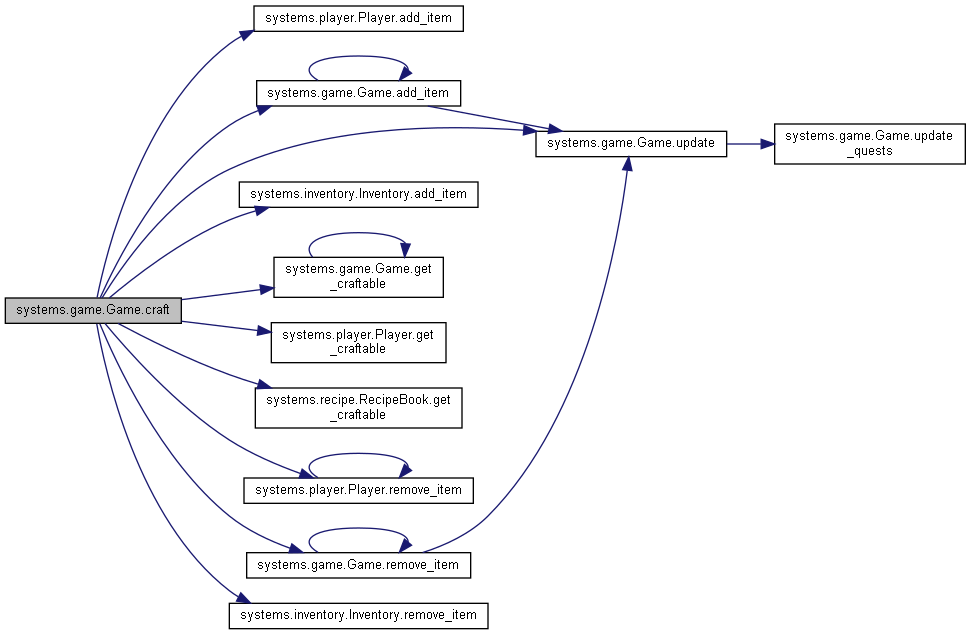 systems.player.Player.add_item
systems.game.Game.add_item
systems.game.Game.update
systems.game.Game.update
_quests
systems.inventory.Inventory.add_item
systems.game.Game.get
_craftable
systems.game.Game.craft
systems.player.Player.get
_craftable
systems.recipe.RecipeBook.get
_craftable
systems.player.Player.remove_item
systems.game.Game.remove_item
systems.inventory.Inventory.remove_item